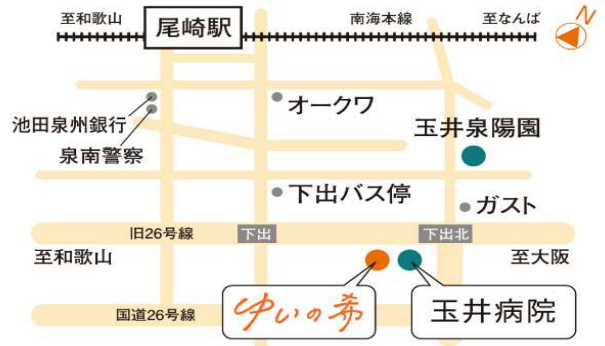 至和歌山
尾崎駅
南海本線
至なんば
N
オークワ
池田泉州銀行
泉南警察
玉井泉陽園
下出バス停
ガスト
旧26号線
下出
下出北
至和歌山
至大阪
国道26号線
ゆいの希
玉井病院